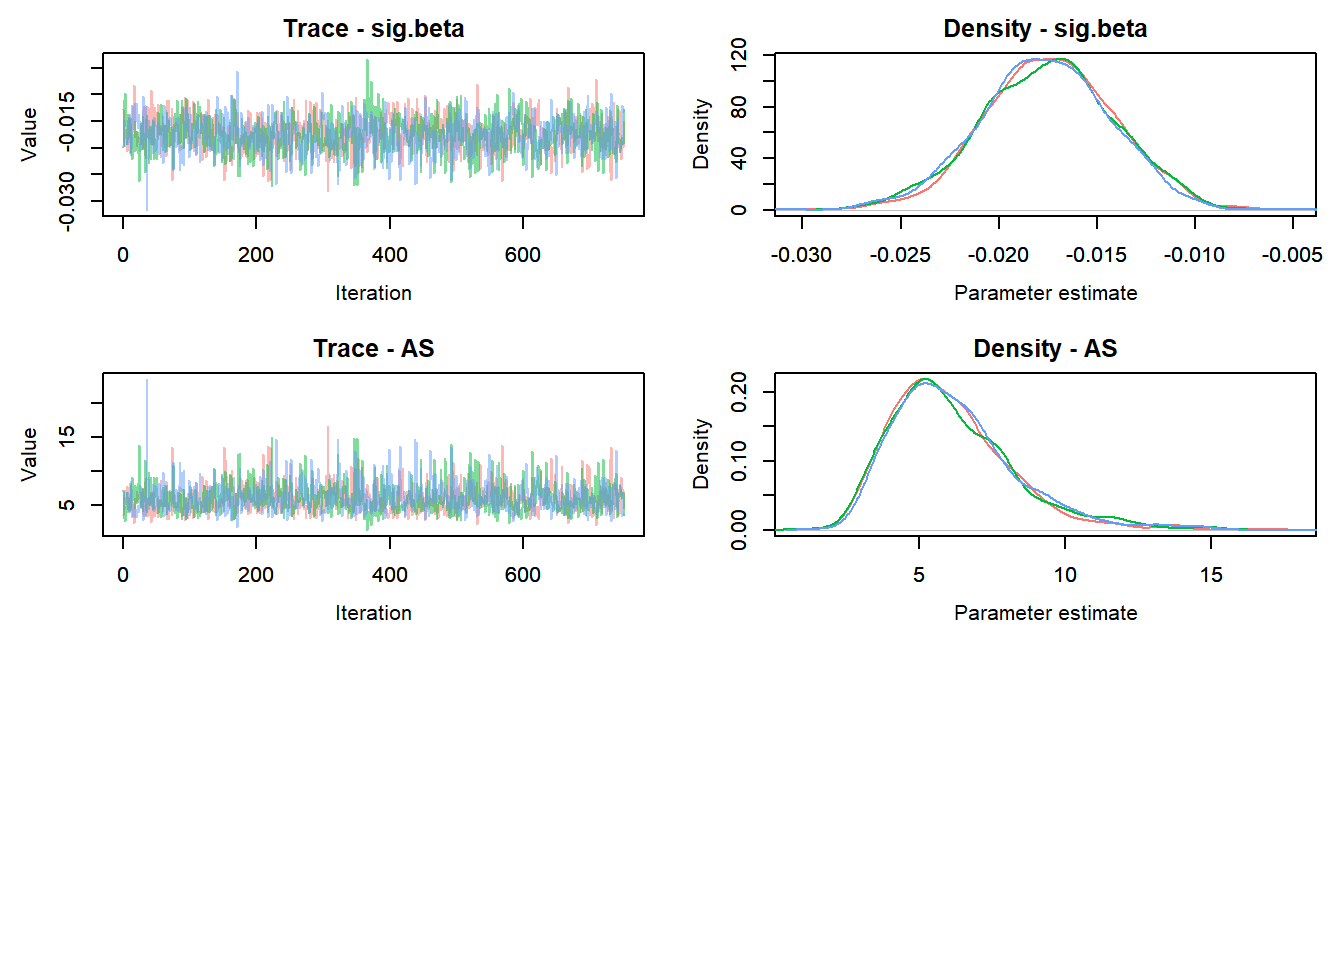 Trace - sig.beta
Value
-0.015
-0.030
0 200 400 600
Iteration
Density - sig.beta
Density
120
80
40
0
-0.030 -0.025 -0.020 -0.015 -0.010 -0.005
Parameter estimate
Trace - AS
Value
15
5
0 200 400 600
Iteration
Density - AS
Density
0.20
0.10
0.00
5 10 15
Parameter estimate